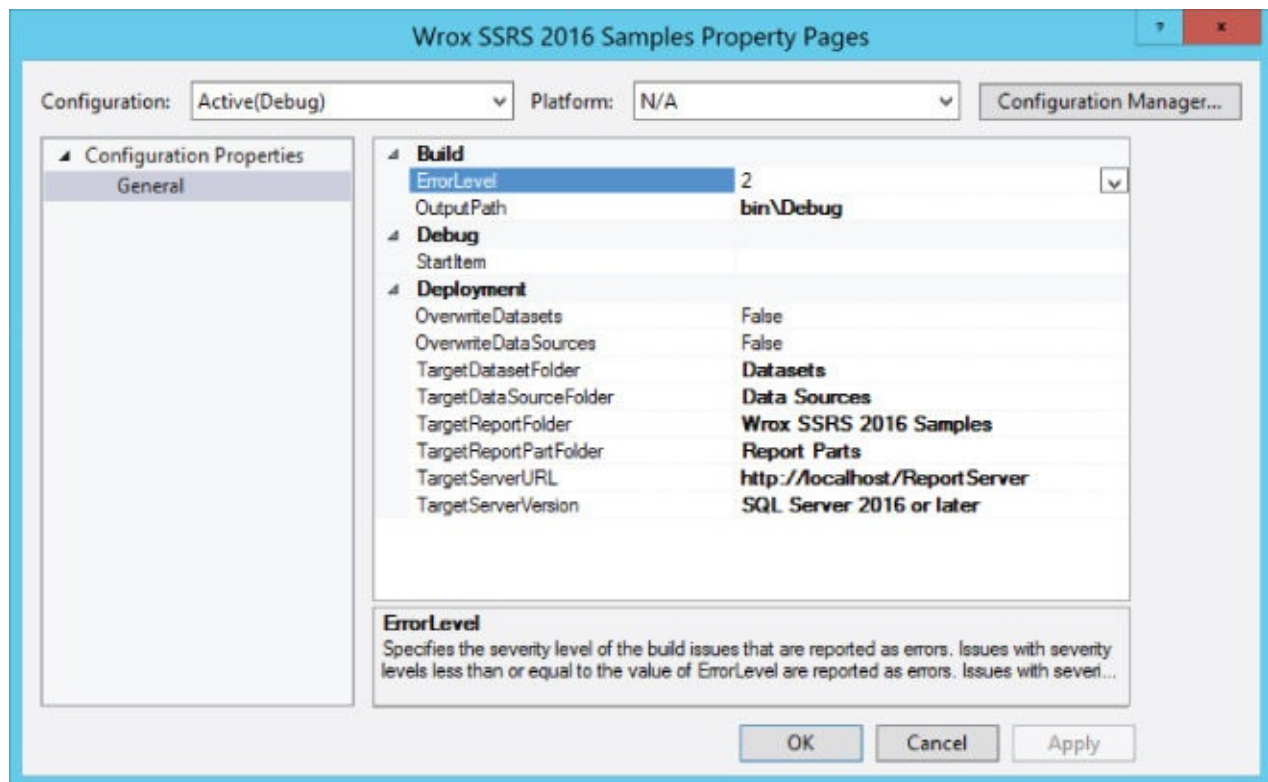 Wrox SSRS 2016 Samples Property Pages
?
x
Configuration: Active(Debug) Platform: N/A Configuration Manager...
Configuration Properties
General
Build
ErrorLevel 2
OutputPath bin\Debug
Debug
StartItem
Deployment
OverwriteDatasets False
OverwriteDataSources False
TargetDatasetFolder Datasets
TargetDataSourceFolder Data Sources
TargetReportFolder Wrox SSRS 2016 Samples
TargetReportPartFolder Report Parts
TargetServerURL http://localhost/ReportServer
TargetServerVersion SQL Server 2016 or later
ErrorLevel
Specifies the severity level of the build issues that are reported as errors. Issues with severity
levels less than or equal to the value of ErrorLevel are reported as errors. Issues with severi...
OK Cancel Apply